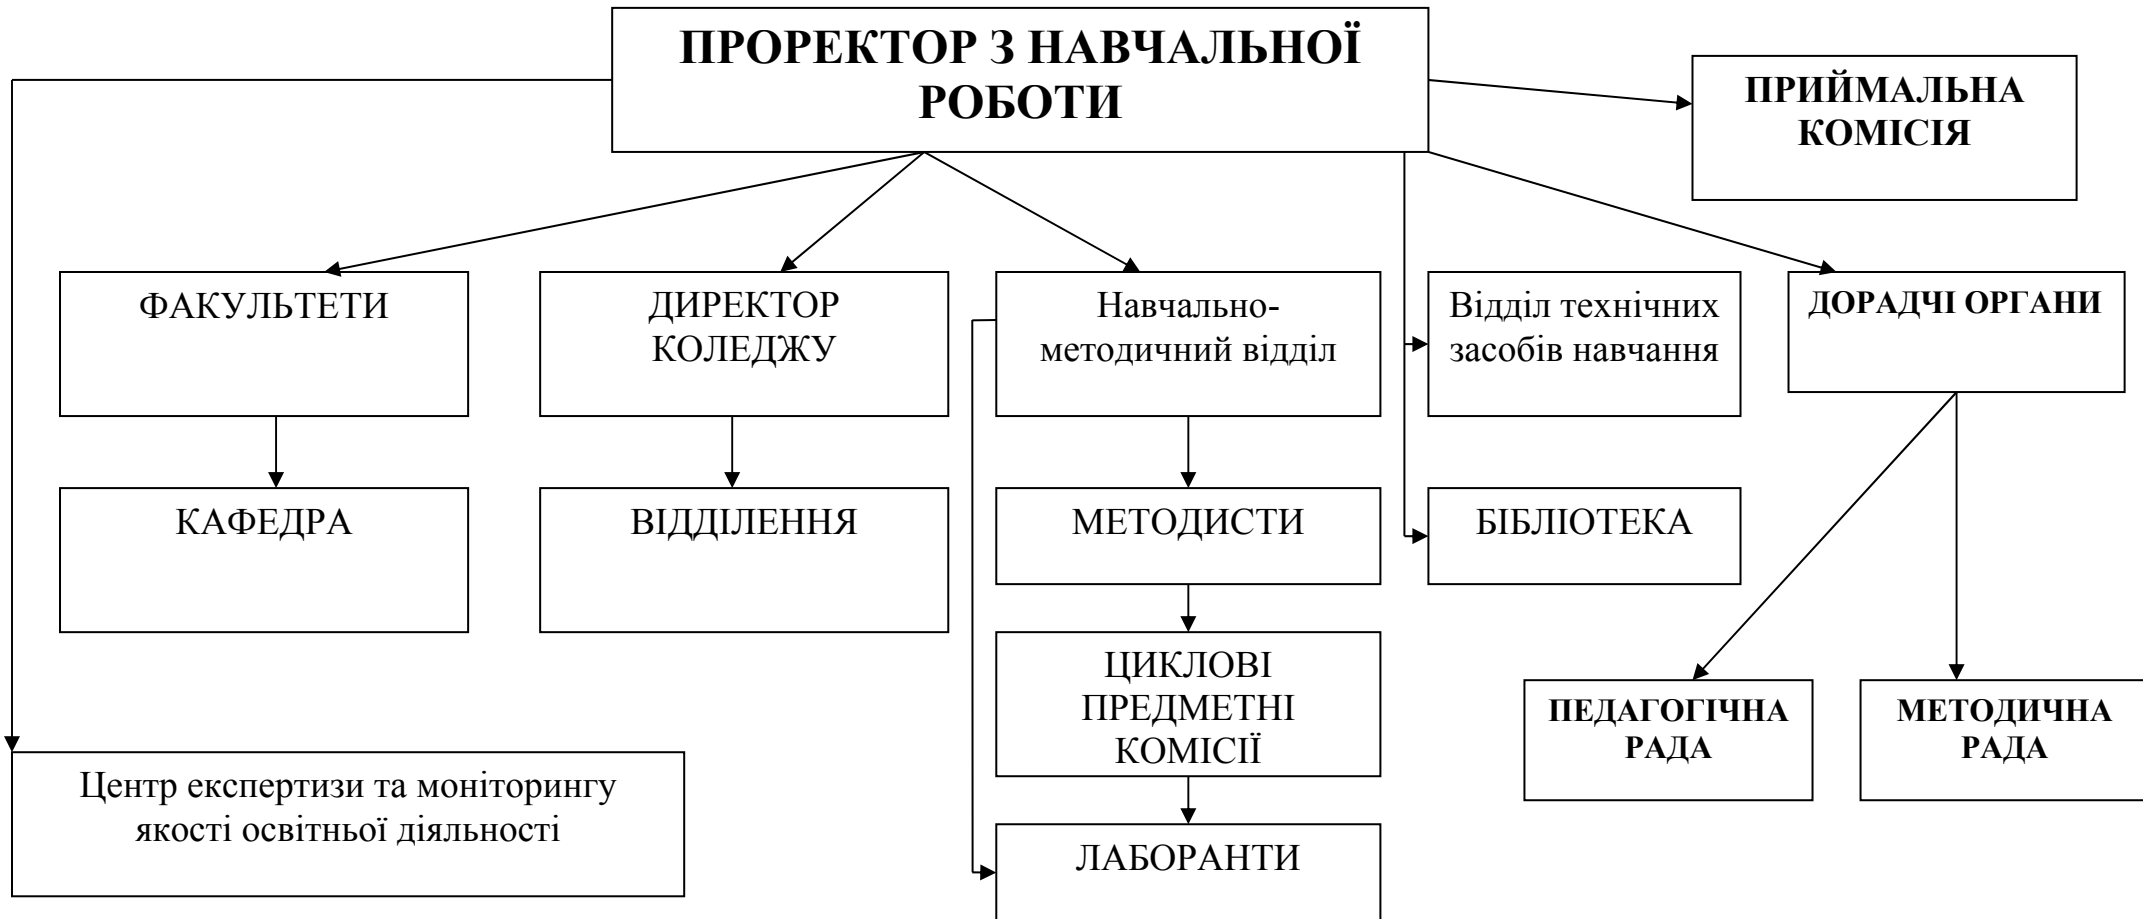 ПРОРЕКТОР З НАВЧАЛЬНОЇ
РОБОТИ
ПРИЙМАЛЬНА
КОМІСІЯ
ФАКУЛЬТЕТИ
ДИРЕКТОР
КОЛЕДЖУ
Навчально-
методичний відділ
Відділ технічних
засобів навчання
ДОРАДЧІ ОРГАНИ
КАФЕДРА
ВІДДІЛЕННЯ
МЕТОДИСТИ
БІБЛІОТЕКА
ЦИКЛОВІ
ПРЕДМЕТНІ
КОМІСІЇ
ПЕДАГОГІЧНА
РАДА
МЕТОДИЧНА
РАДА
Центр експертизи та моніторингу
якості освітньої діяльності
ЛАБОРАНТИ